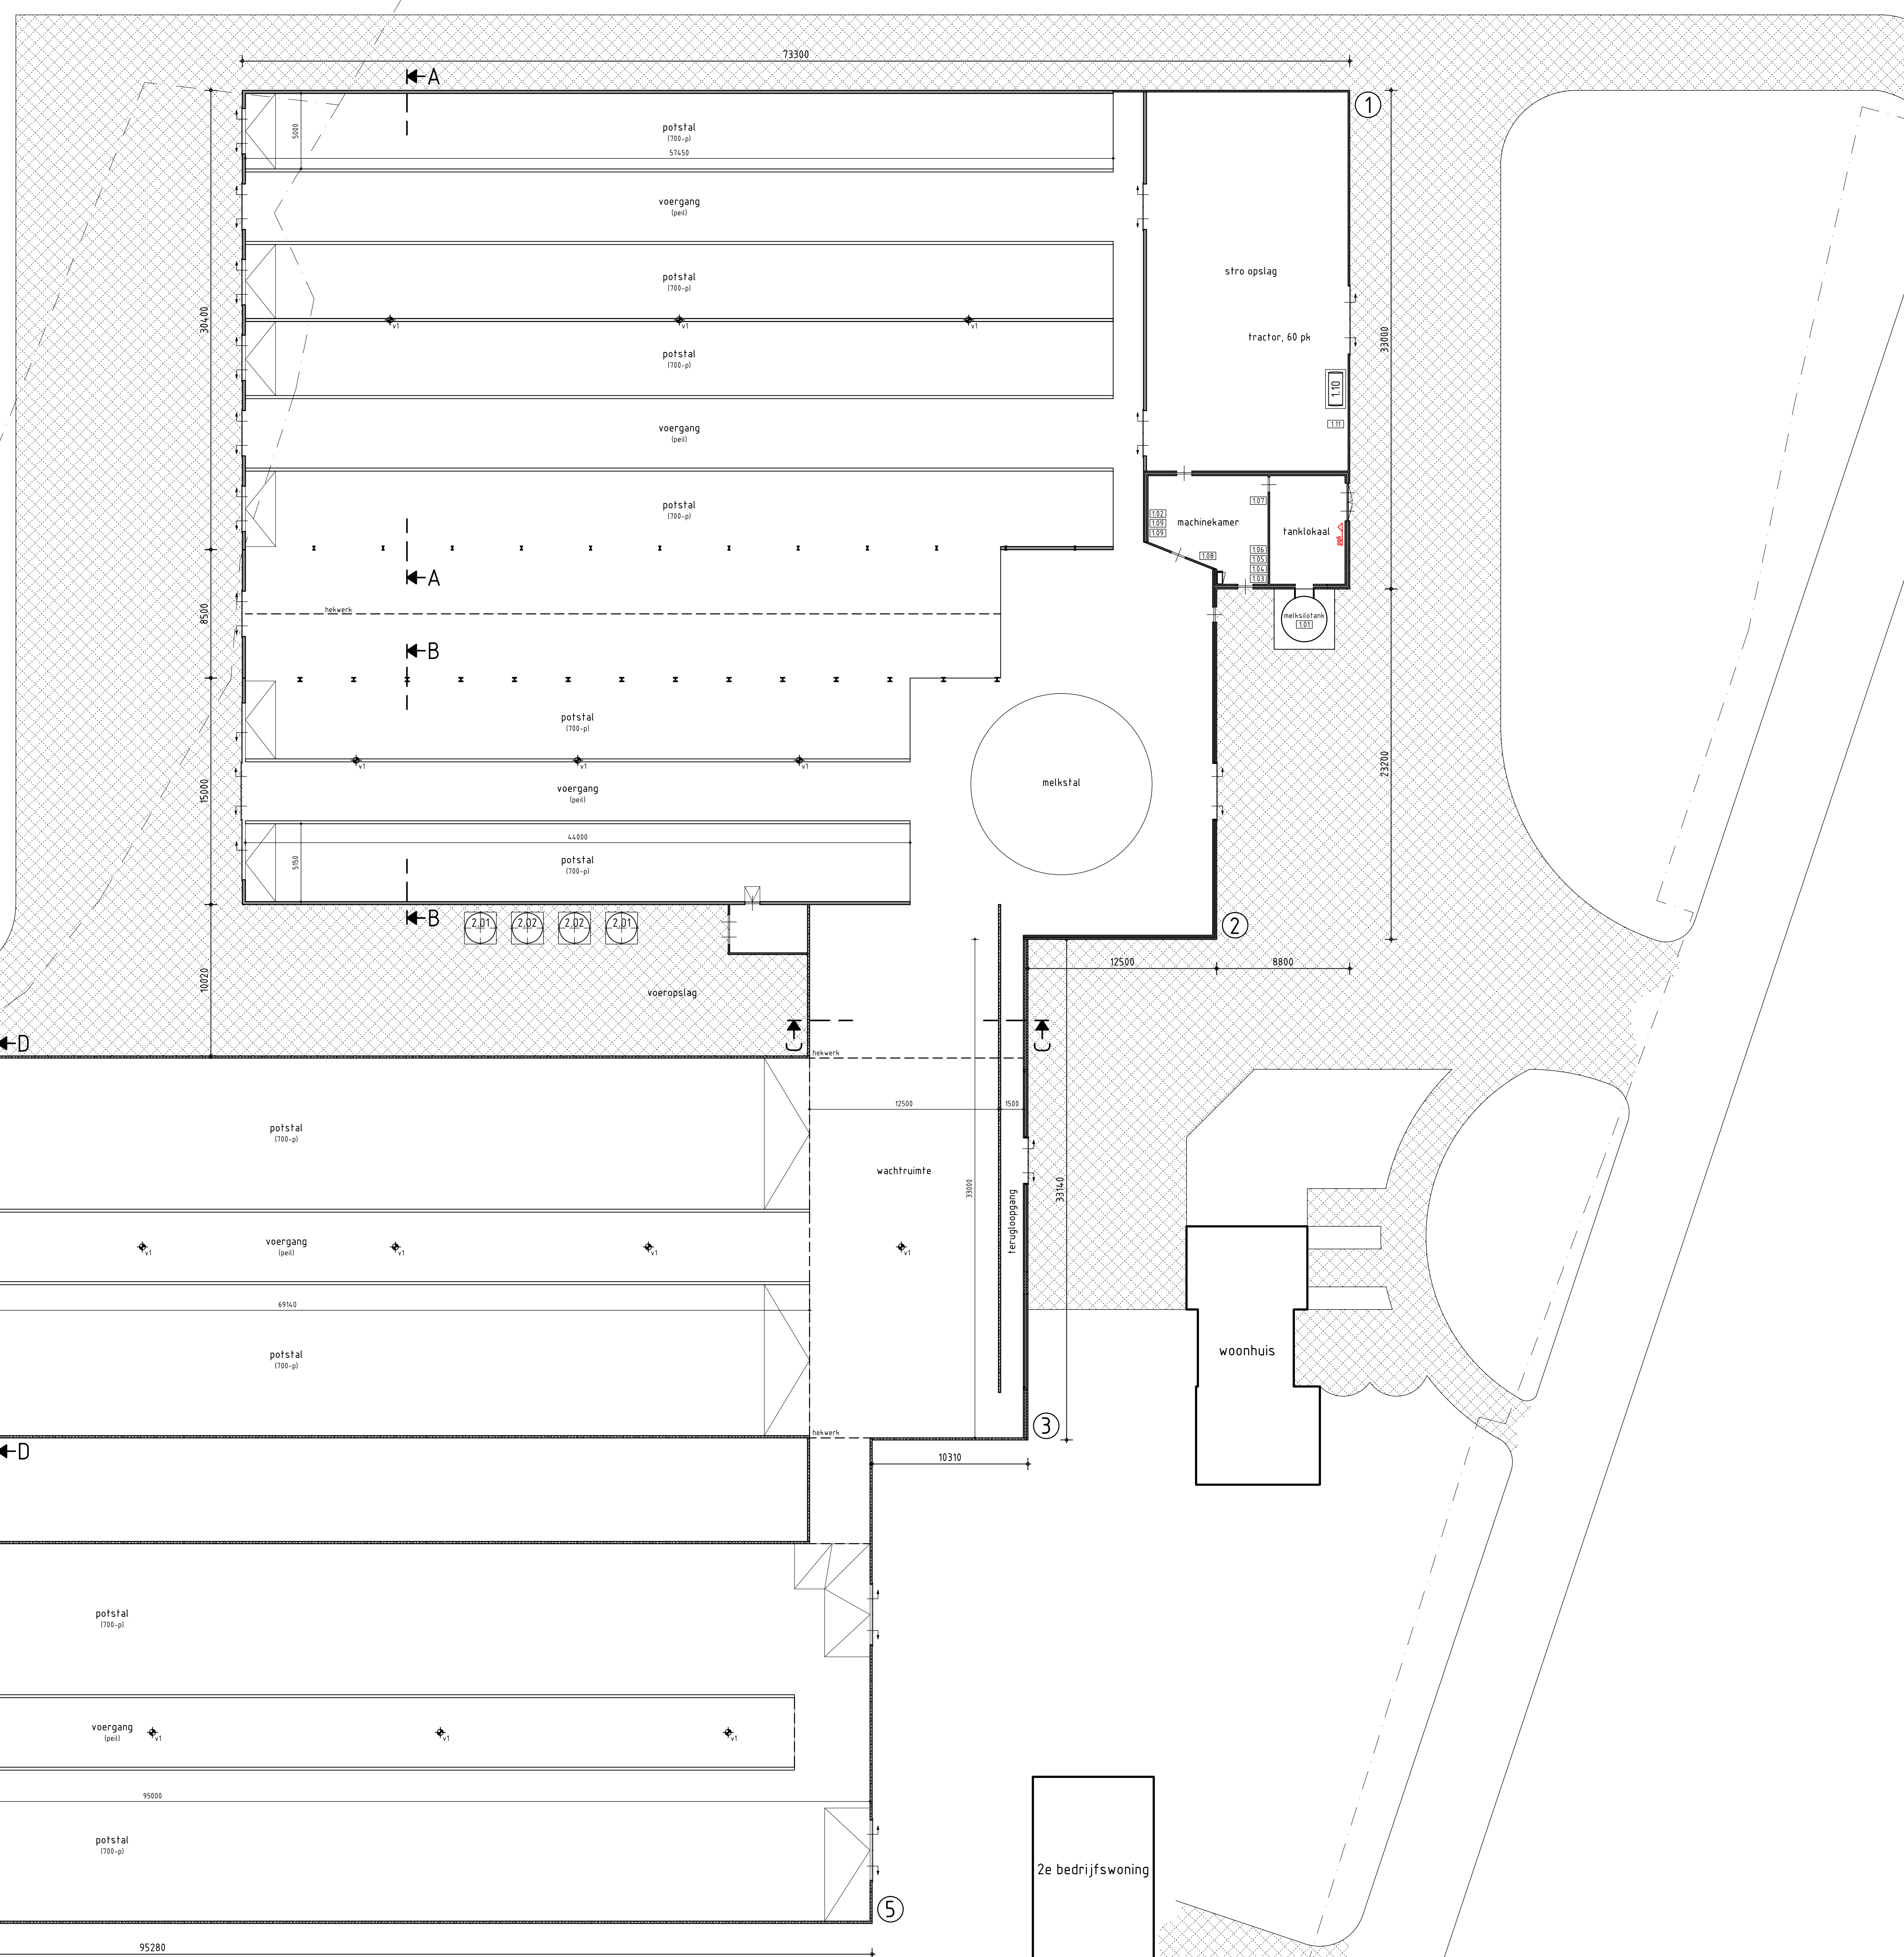 73300
A
1
potstal
(700-p)
5000
57450
voergang
(peil)
stro opslag
potstal
(700-p)
30400
v1
v1
v1
33000
tractor, 60 pk
potstal
(700-p)
1.10
1.11
voergang
(peil)
potstal
(700-p)
1.07
1.02
1.09
1.09
machinekamer
tanklokaal
1.08
1.06
1.05
1.04
1.03
A
hekwerk
8500
melksilotank
1.01
B
potstal
(700-p)
v1
v1
v1
23200
melkstal
voergang
(peil)
15000
44000
5150
potstal
(700-p)
B
2.01
2.02
2.02
2.01
2
12500
8800
10020
voeropslag
C
C
D
hekwerk
12500
1500
potstal
(700-p)
wachtruimte
33000
terugloopgang
33140
voergang
(peil)
v1
v1
v1
v1
69140
potstal
(700-p)
woonhuis
3
hekwerk
D
10310
potstal
(700-p)
voergang
(peil)
v1
v1
v1
95000
potstal
(700-p)
2e bedrijfswoning
5
95280